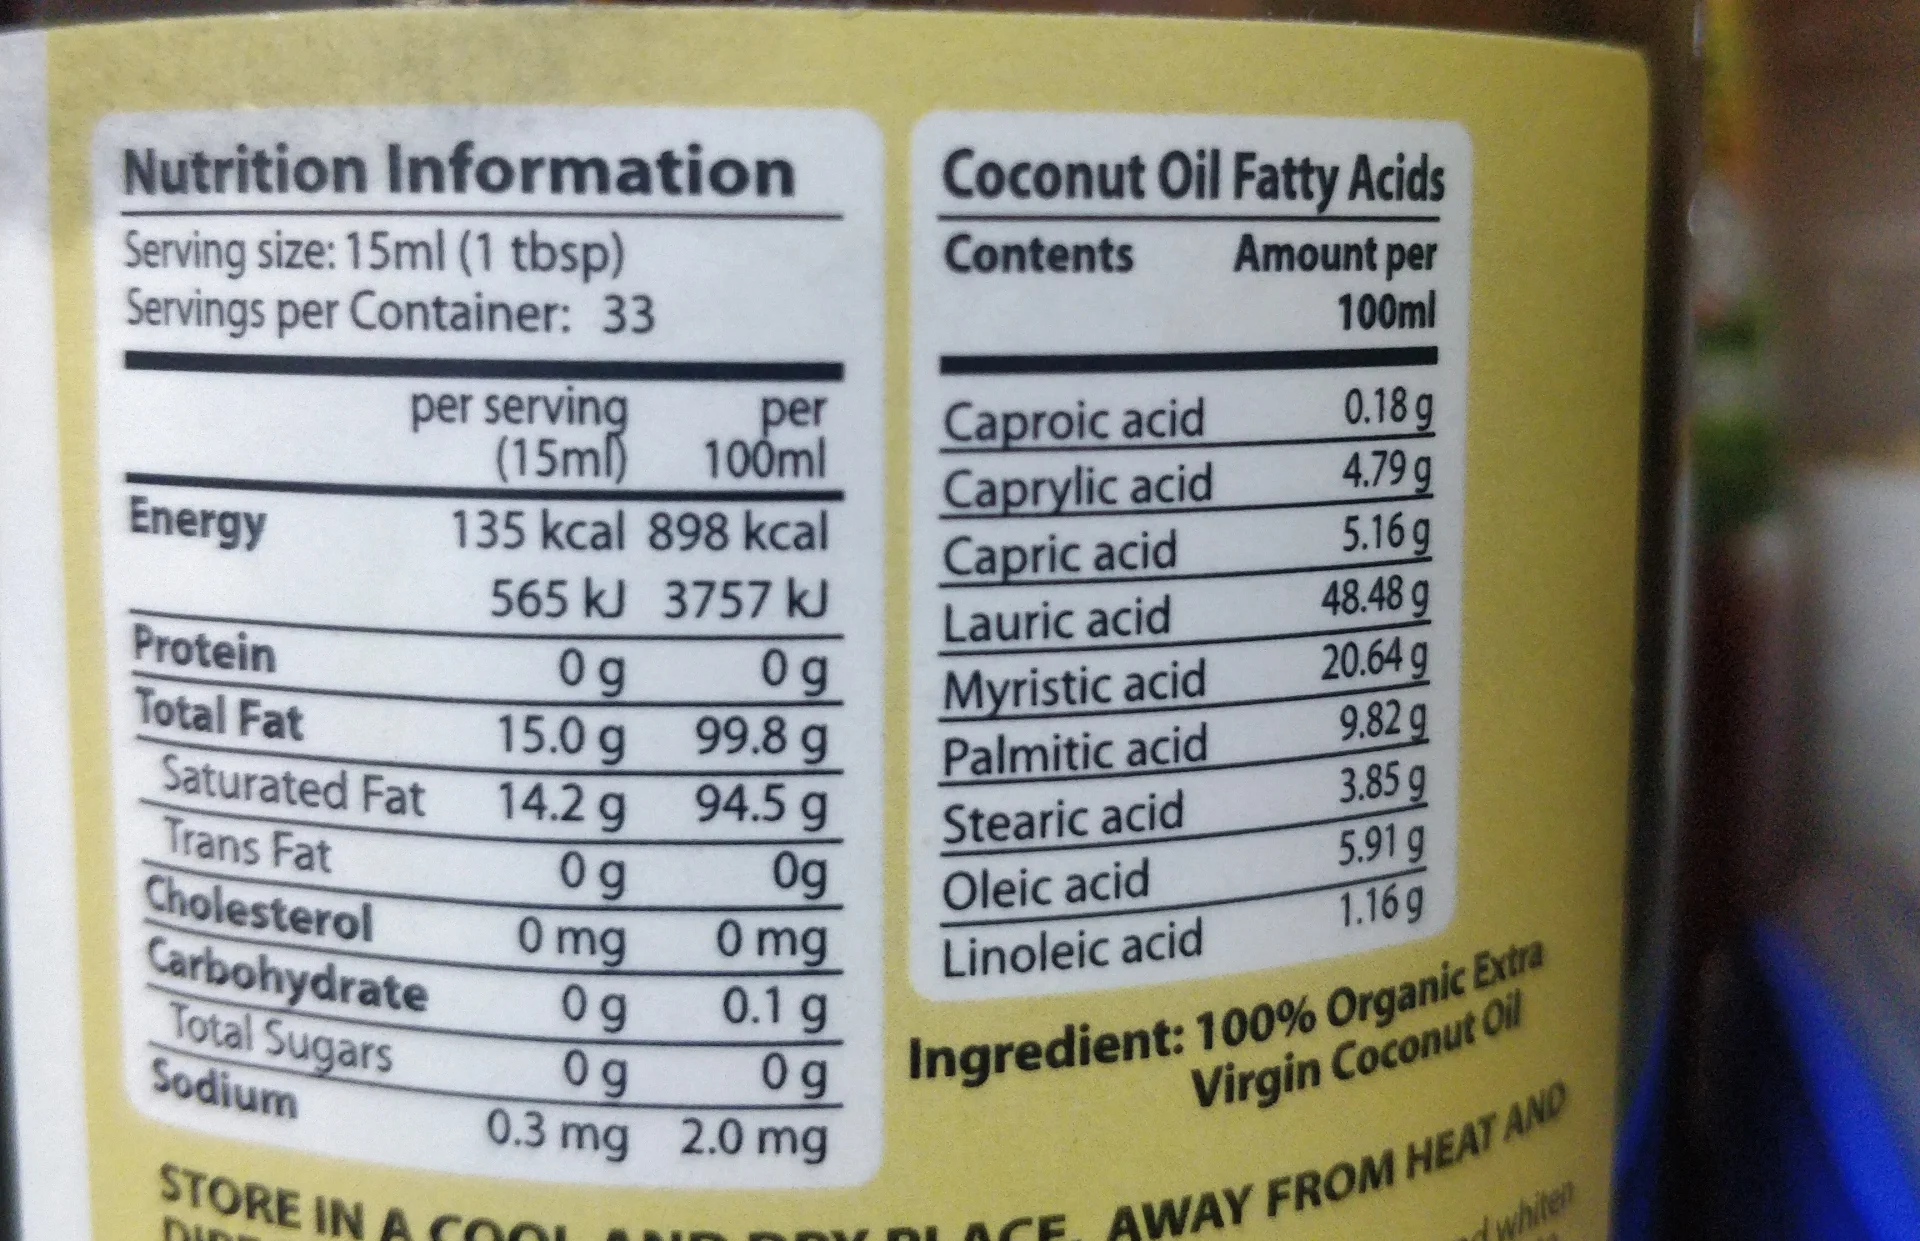 Nutrition Information
Serving size: 15ml (1 tbsp)
Servings per Container: 33
per serving per
(15ml) 100ml
Energy 135 kcal 898 kcal
565 kJ 3757 kJ
Protein 0 g 0 g
Total Fat 15.0 g 99.8 g
Saturated Fat 14.2 g 94.5 g
Trans Fat 0 g 0g
Cholesterol 0 mg 0 mg
Carbohydrate 0 g 0.1 g
Total Sugars 0 g 0 g
Sodium 0.3 mg 2.0 mg
Coconut Oil Fatty Acids
Contents Amount per
100ml
Caproic acid 0.18 g
Caprylic acid 4.79 g
Capric acid 5.16 g
Lauric acid 48.48 g
Myristic acid 20.64 g
Palmitic acid 9.82 g
Stearic acid 3.85 g
Oleic acid 5.91 g
Linoleic acid 1.16 g
Ingredient: 100% Organic Extra
Virgin Coconut Oil
STORE IN A COOL AND DRY PLACE, AWAY FROM HEAT AND
whiten